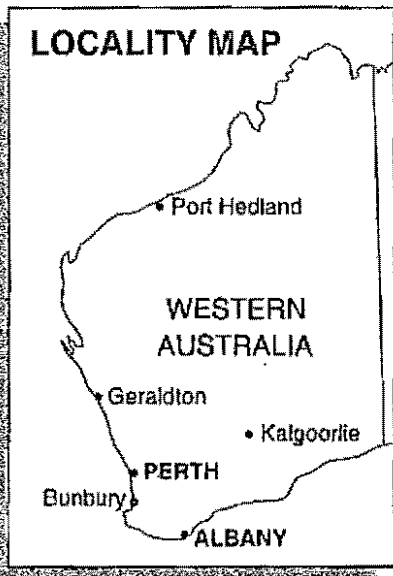 LOCALITY MAP
Port Hedland
WESTERN
AUSTRALIA
Geraldton
Kalgoorlie
PERTH
Bunbury
ALBANY